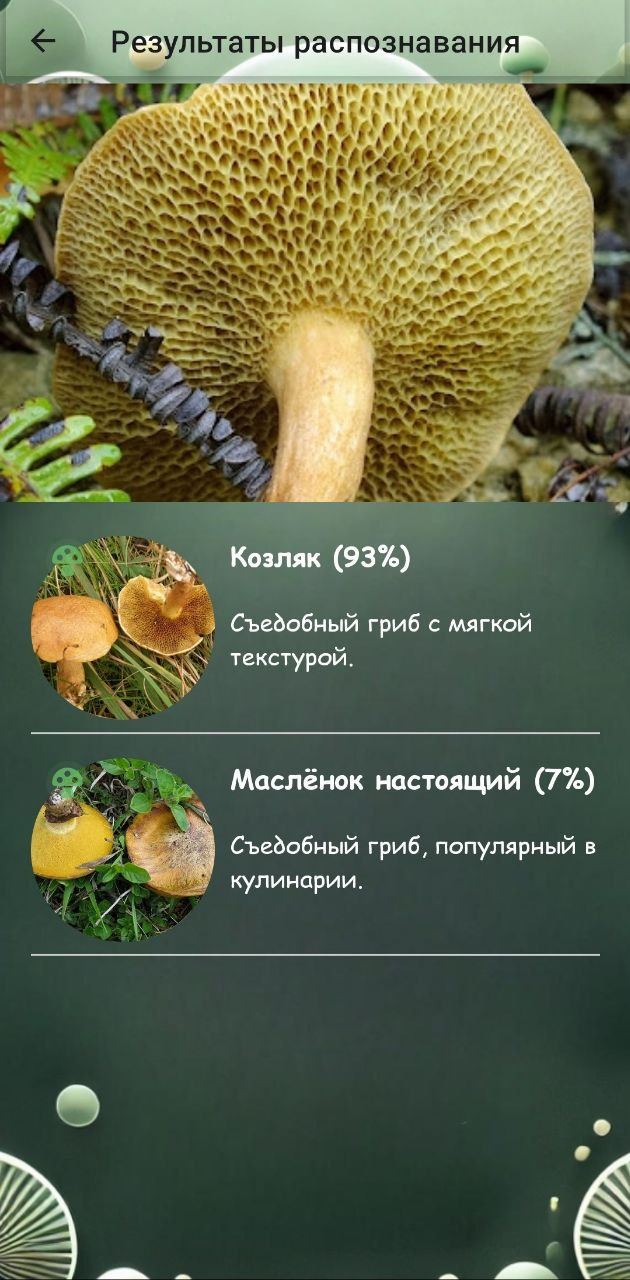 Результаты распознавания
Козляк (93%)
Съедобный гриб с мягкой
текстурой.
Маслёнок настоящий (7%)
Съедобный гриб, популярный в
кулинарии.